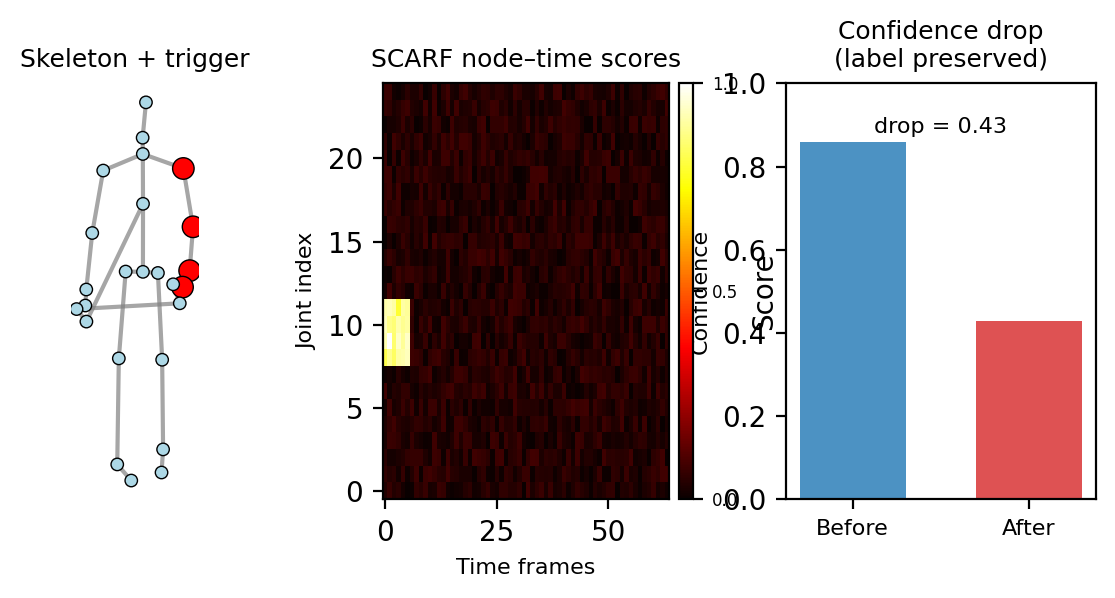 Skeleton + trigger
SCARF node–time scores
Confidence drop
(label preserved)
Joint index
20
15
10
5
0
0
25
50
Time frames
1.0
0.5
0.0
Score
Confidence
1.0
0.8
0.6
0.4
0.2
0.0
drop = 0.43
Before
After